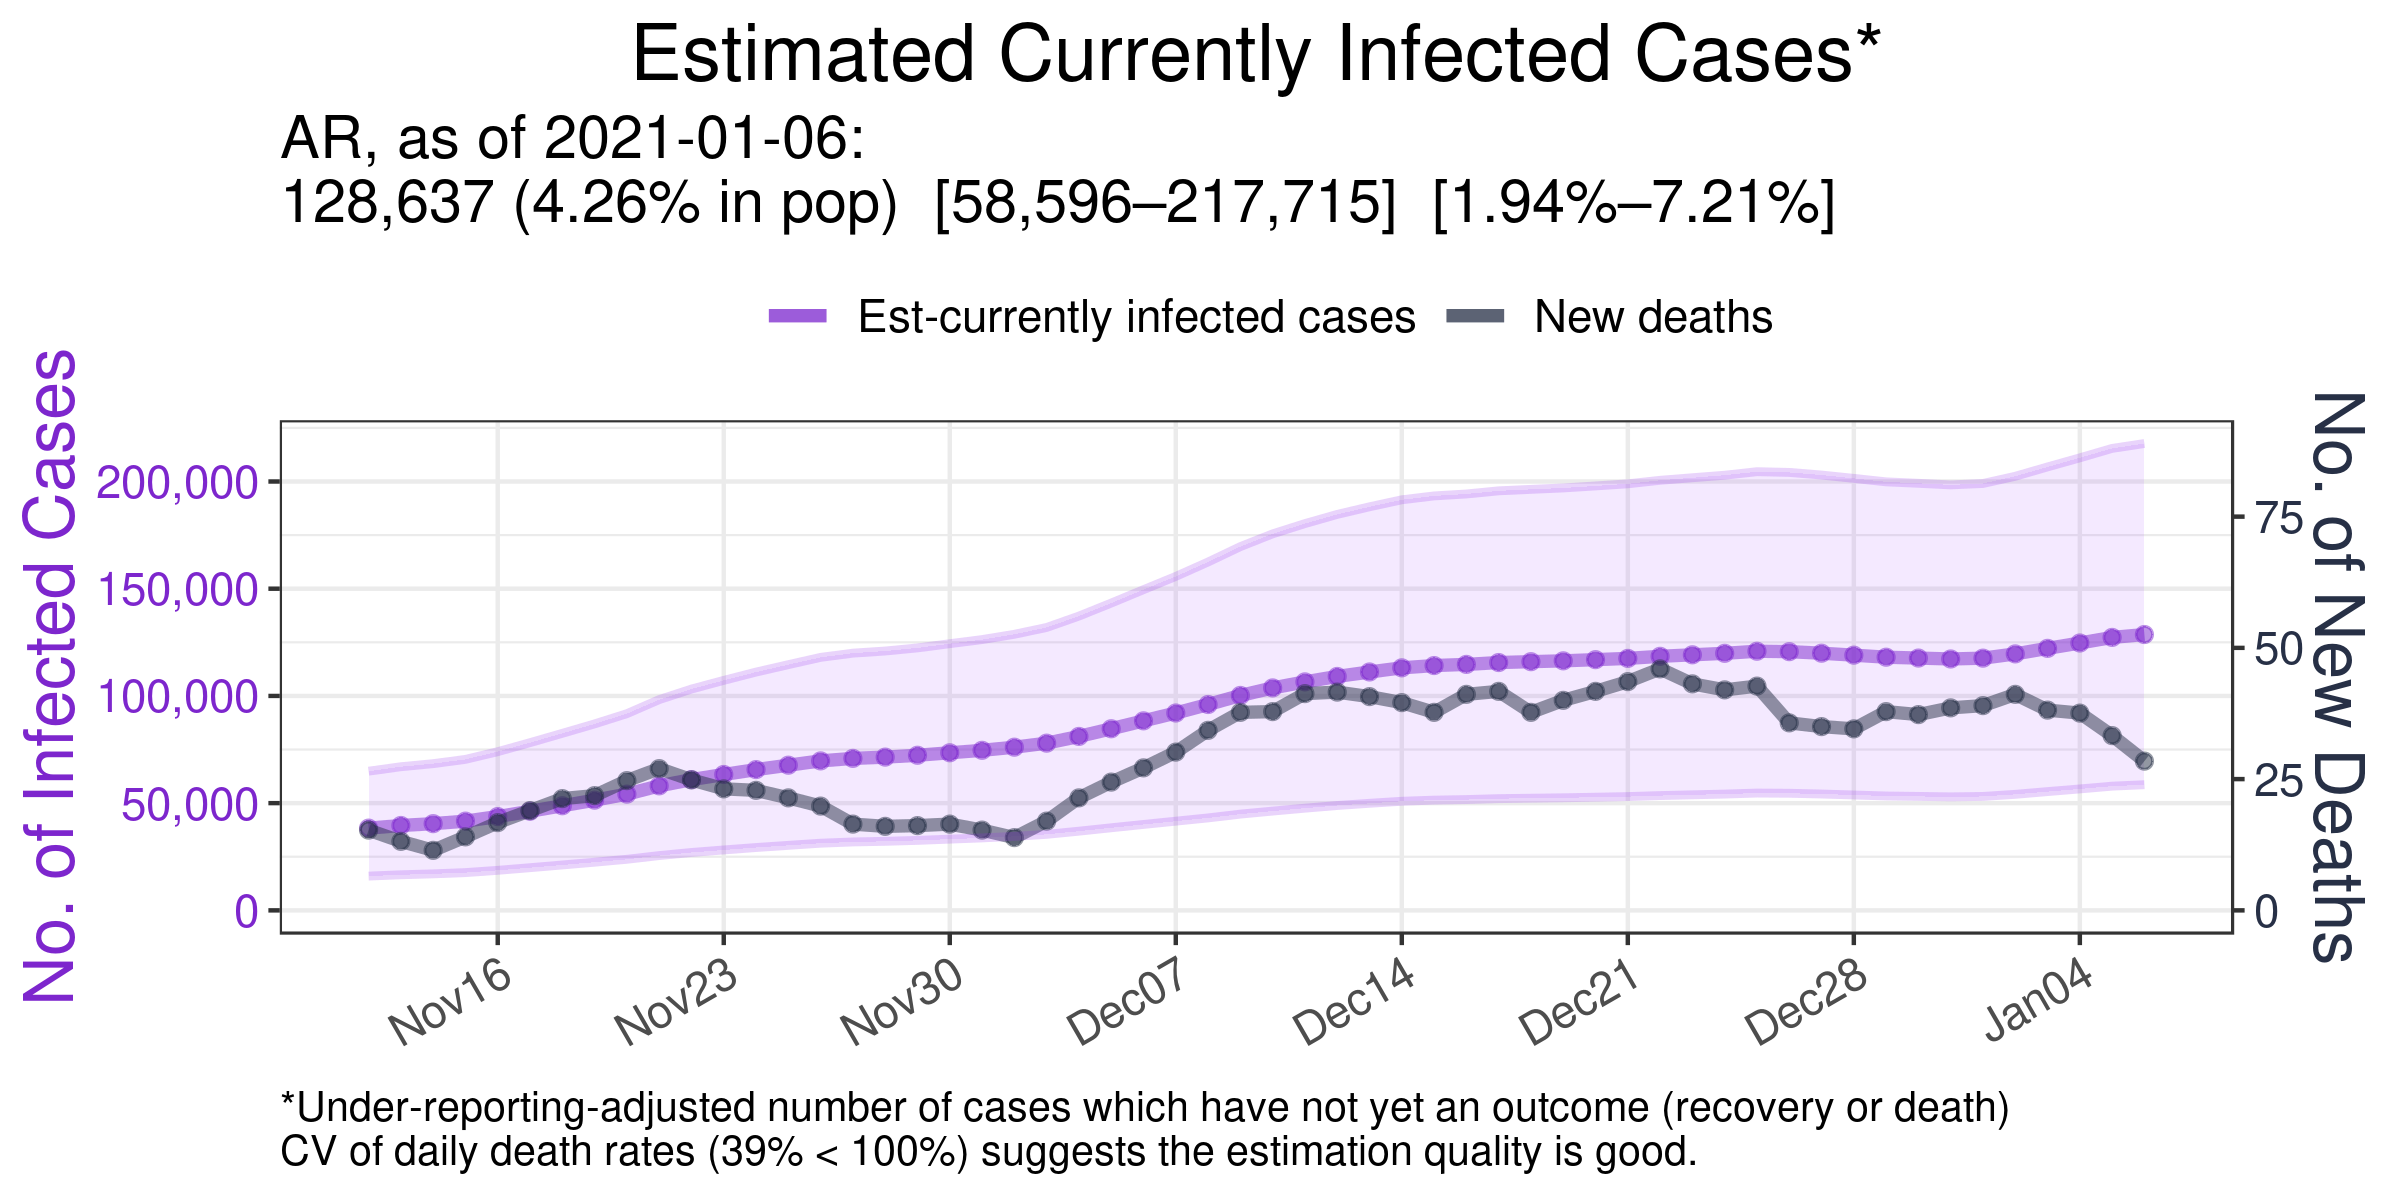 Estimated Currently Infected Cases*
AR, as of 2021-01-06:
128,637 (4.26% in pop)  [58,596–217,715]  [1.94%–7.21%]
Est-currently infected cases
New deaths
No. of Infected Cases
200,000
150,000
100,000
50,000
0
75
50
25
0
No. of New Deaths
Nov16
Nov23
Nov30
Dec07
Dec14
Dec21
Dec28
Jan04
*Under-reporting-adjusted number of cases which have not yet an outcome (recovery or death)
CV of daily death rates (39% < 100%) suggests the estimation quality is good.